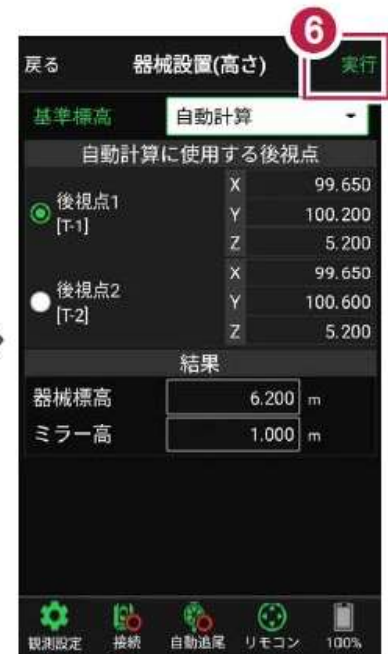 6
戻る 器械設置(高さ) 実行
基準標高 自動計算
自動計算に使用する後視点
後視点1
[T-1]
X 99.650
Y 100.200
Z 5.200
後視点2
[T-2]
X 99.650
Y 100.600
Z 5.200
結果
器械標高 6.200 m
ミラー高 1.000 m
観測設定 接続 自動追尾 リモコン 100%